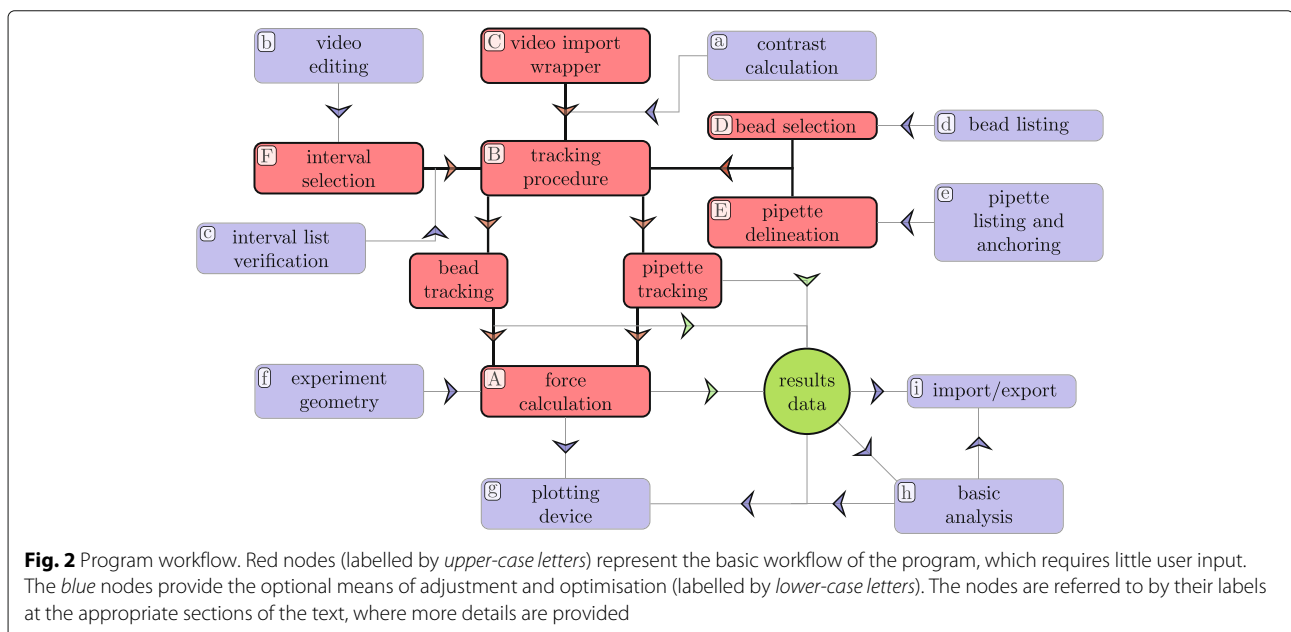 b video
editing
C video import
wrapper
a contrast
calculation
D bead selection
d bead listing
F interval
selection
B tracking
procedure
E pipette
delineation
e pipette
listing and
anchoring
c interval list
verification
bead
tracking
pipette
tracking
f experiment
geometry
A force
calculation
results
data
i import/export
g plotting
device
h basic
analysis
Fig. 2 Program workflow. Red nodes (labelled by upper-case letters) represent the basic workflow of the program, which requires little user input.
The blue nodes provide the optional means of adjustment and optimisation (labelled by lower-case letters). The nodes are referred to by their labels
at the appropriate sections of the text, where more details are provided